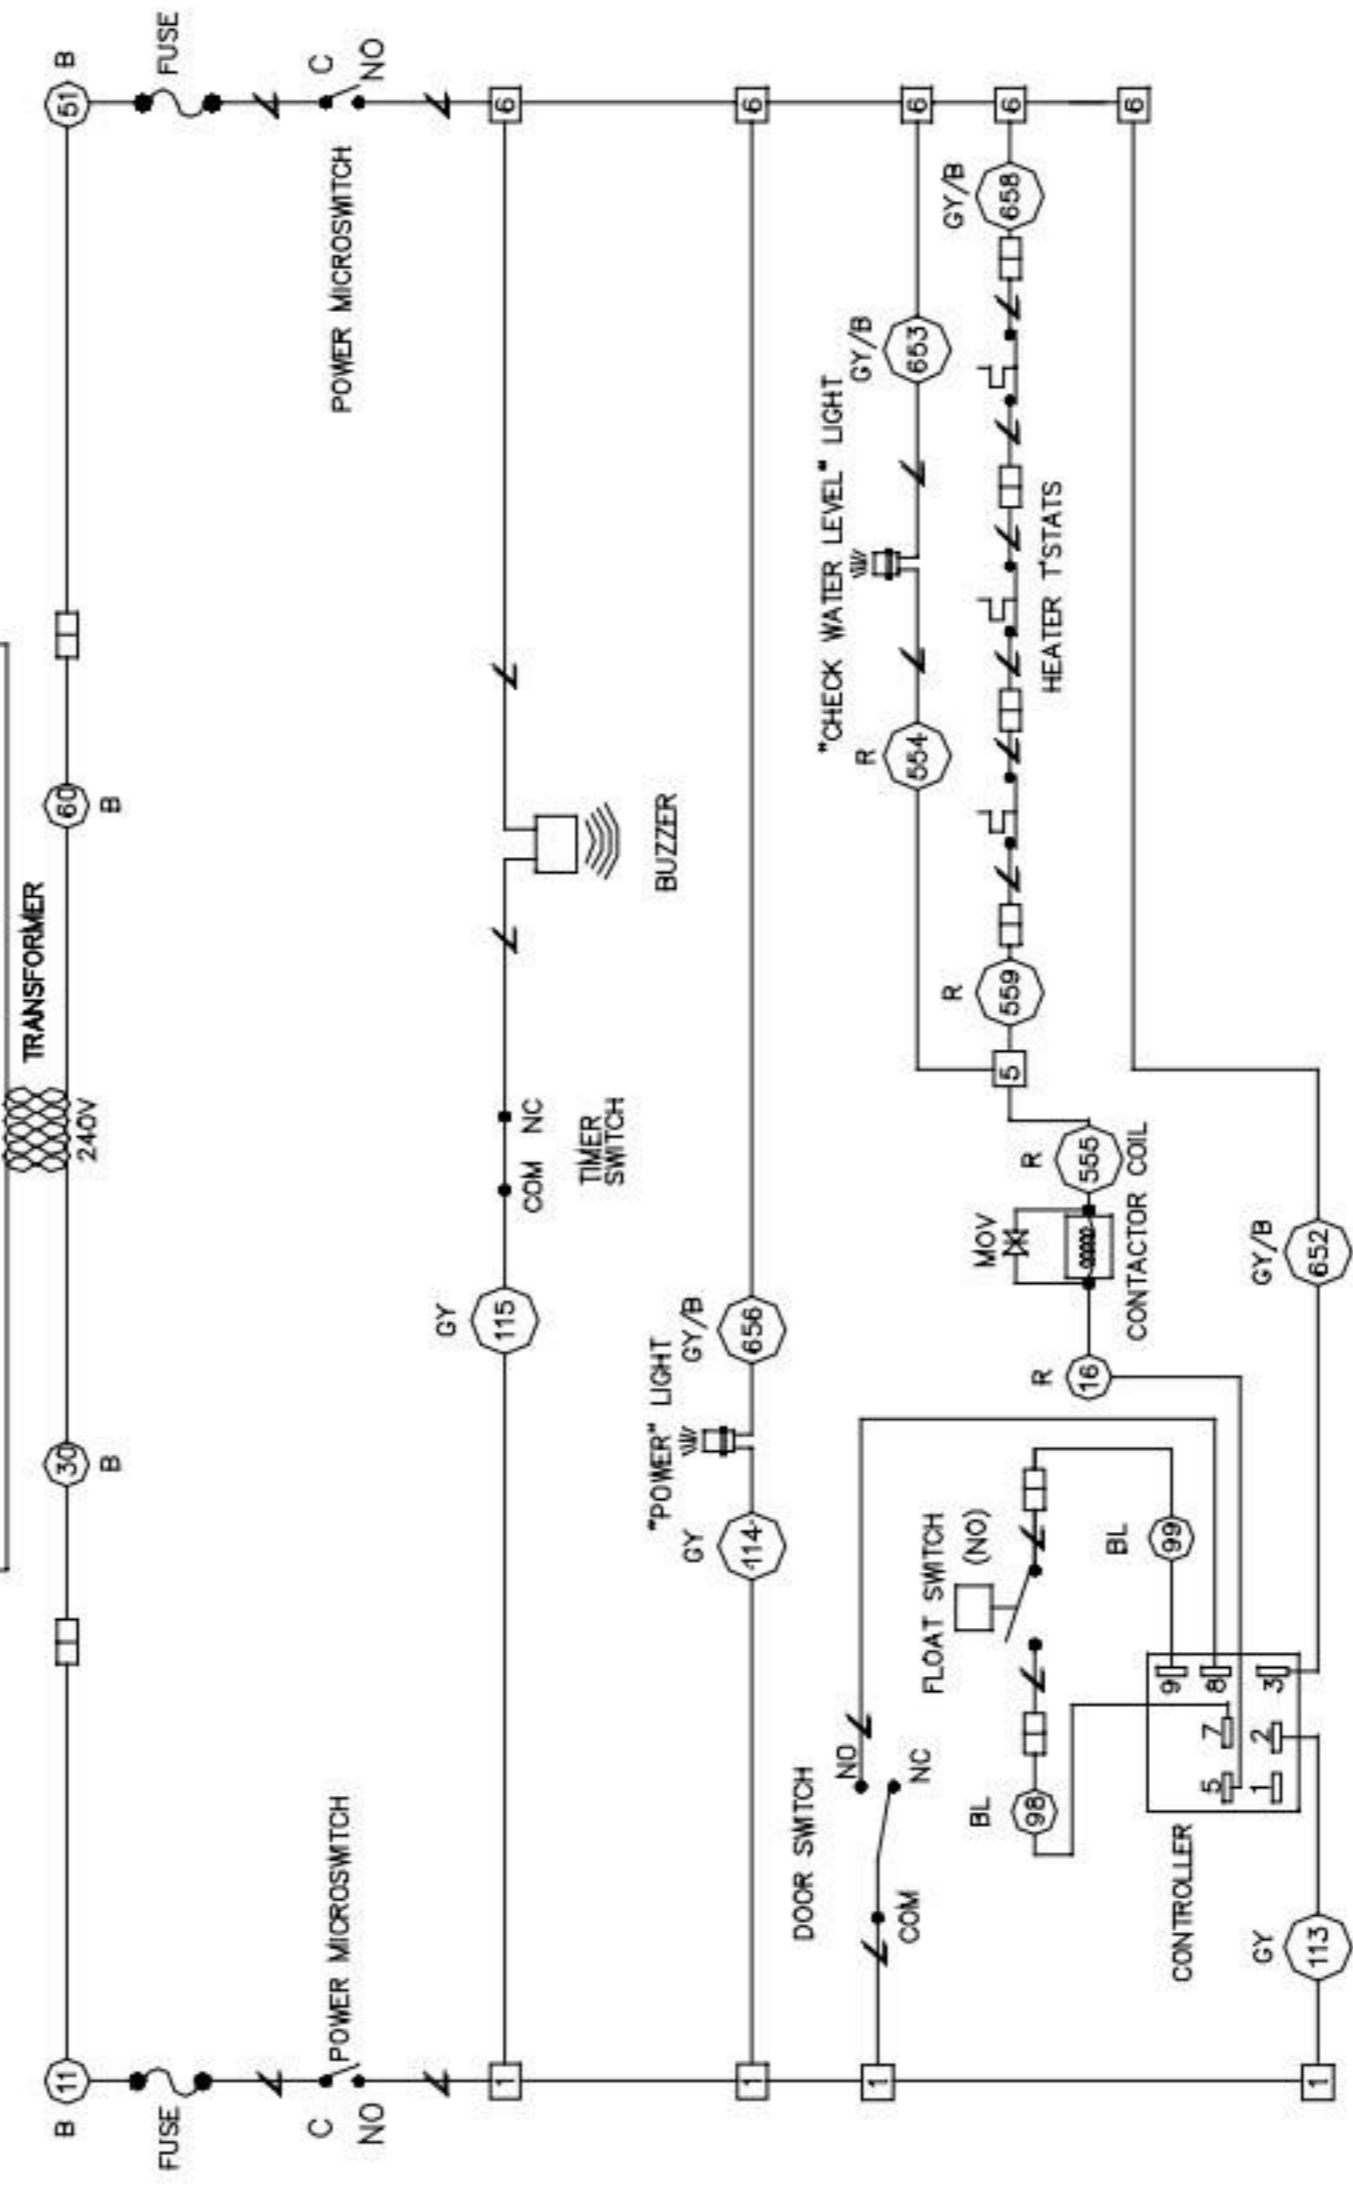 TRANSFORMER
240V
B
11
30
B
60
B
51
B
FUSE
FUSE
C
NO
POWER MICROSWITCH
POWER MICROSWITCH
C
NO
1
GY
115
COM
NC
TIMER
SWITCH
BUZZER
6
1
"POWER" LIGHT
GY
114
GY/B
656
6
DOOR SWITCH
1
COM
NO
NC
"CHECK WATER LEVEL" LIGHT
R
554
GY/B
653
6
FLOAT SWITCH
(NO)
BL
98
BL
99
R
16
MOV
CONTACTOR COIL
R
555
5
R
559
HEATER T'STATS
GY/B
658
6
6
CONTROLLER
9
7
8
5
1
2
3
1
GY
113
GY/B
652